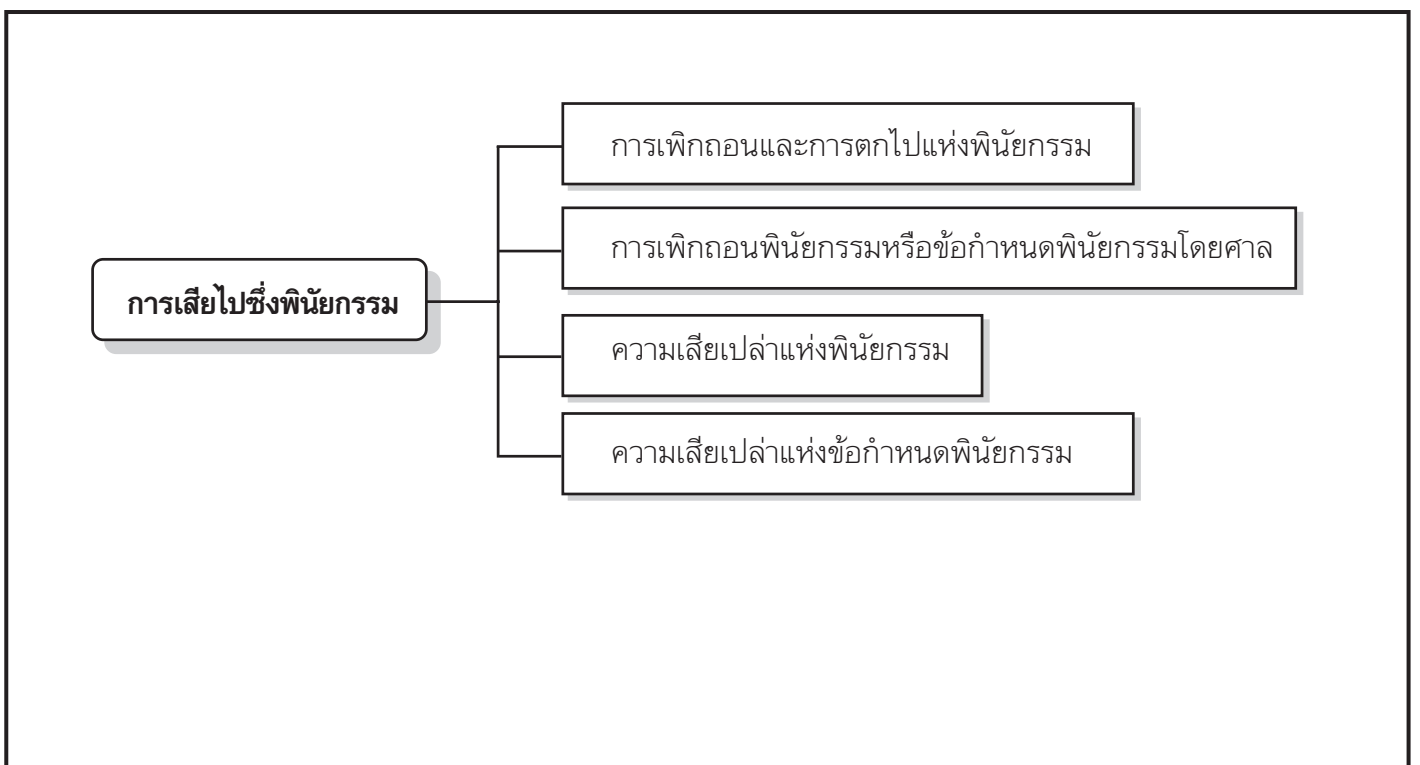 การเสียไปซึ่งพินัยกรรม
การเพิกถอนและการตกไปแห่งพินัยกรรม
การเพิกถอนพินัยกรรมหรือข้อกำหนดพินัยกรรมโดยศาล
ความเสียเปล่าแห่งพินัยกรรม
ความเสียเปล่าแห่งข้อกำหนดพินัยกรรม